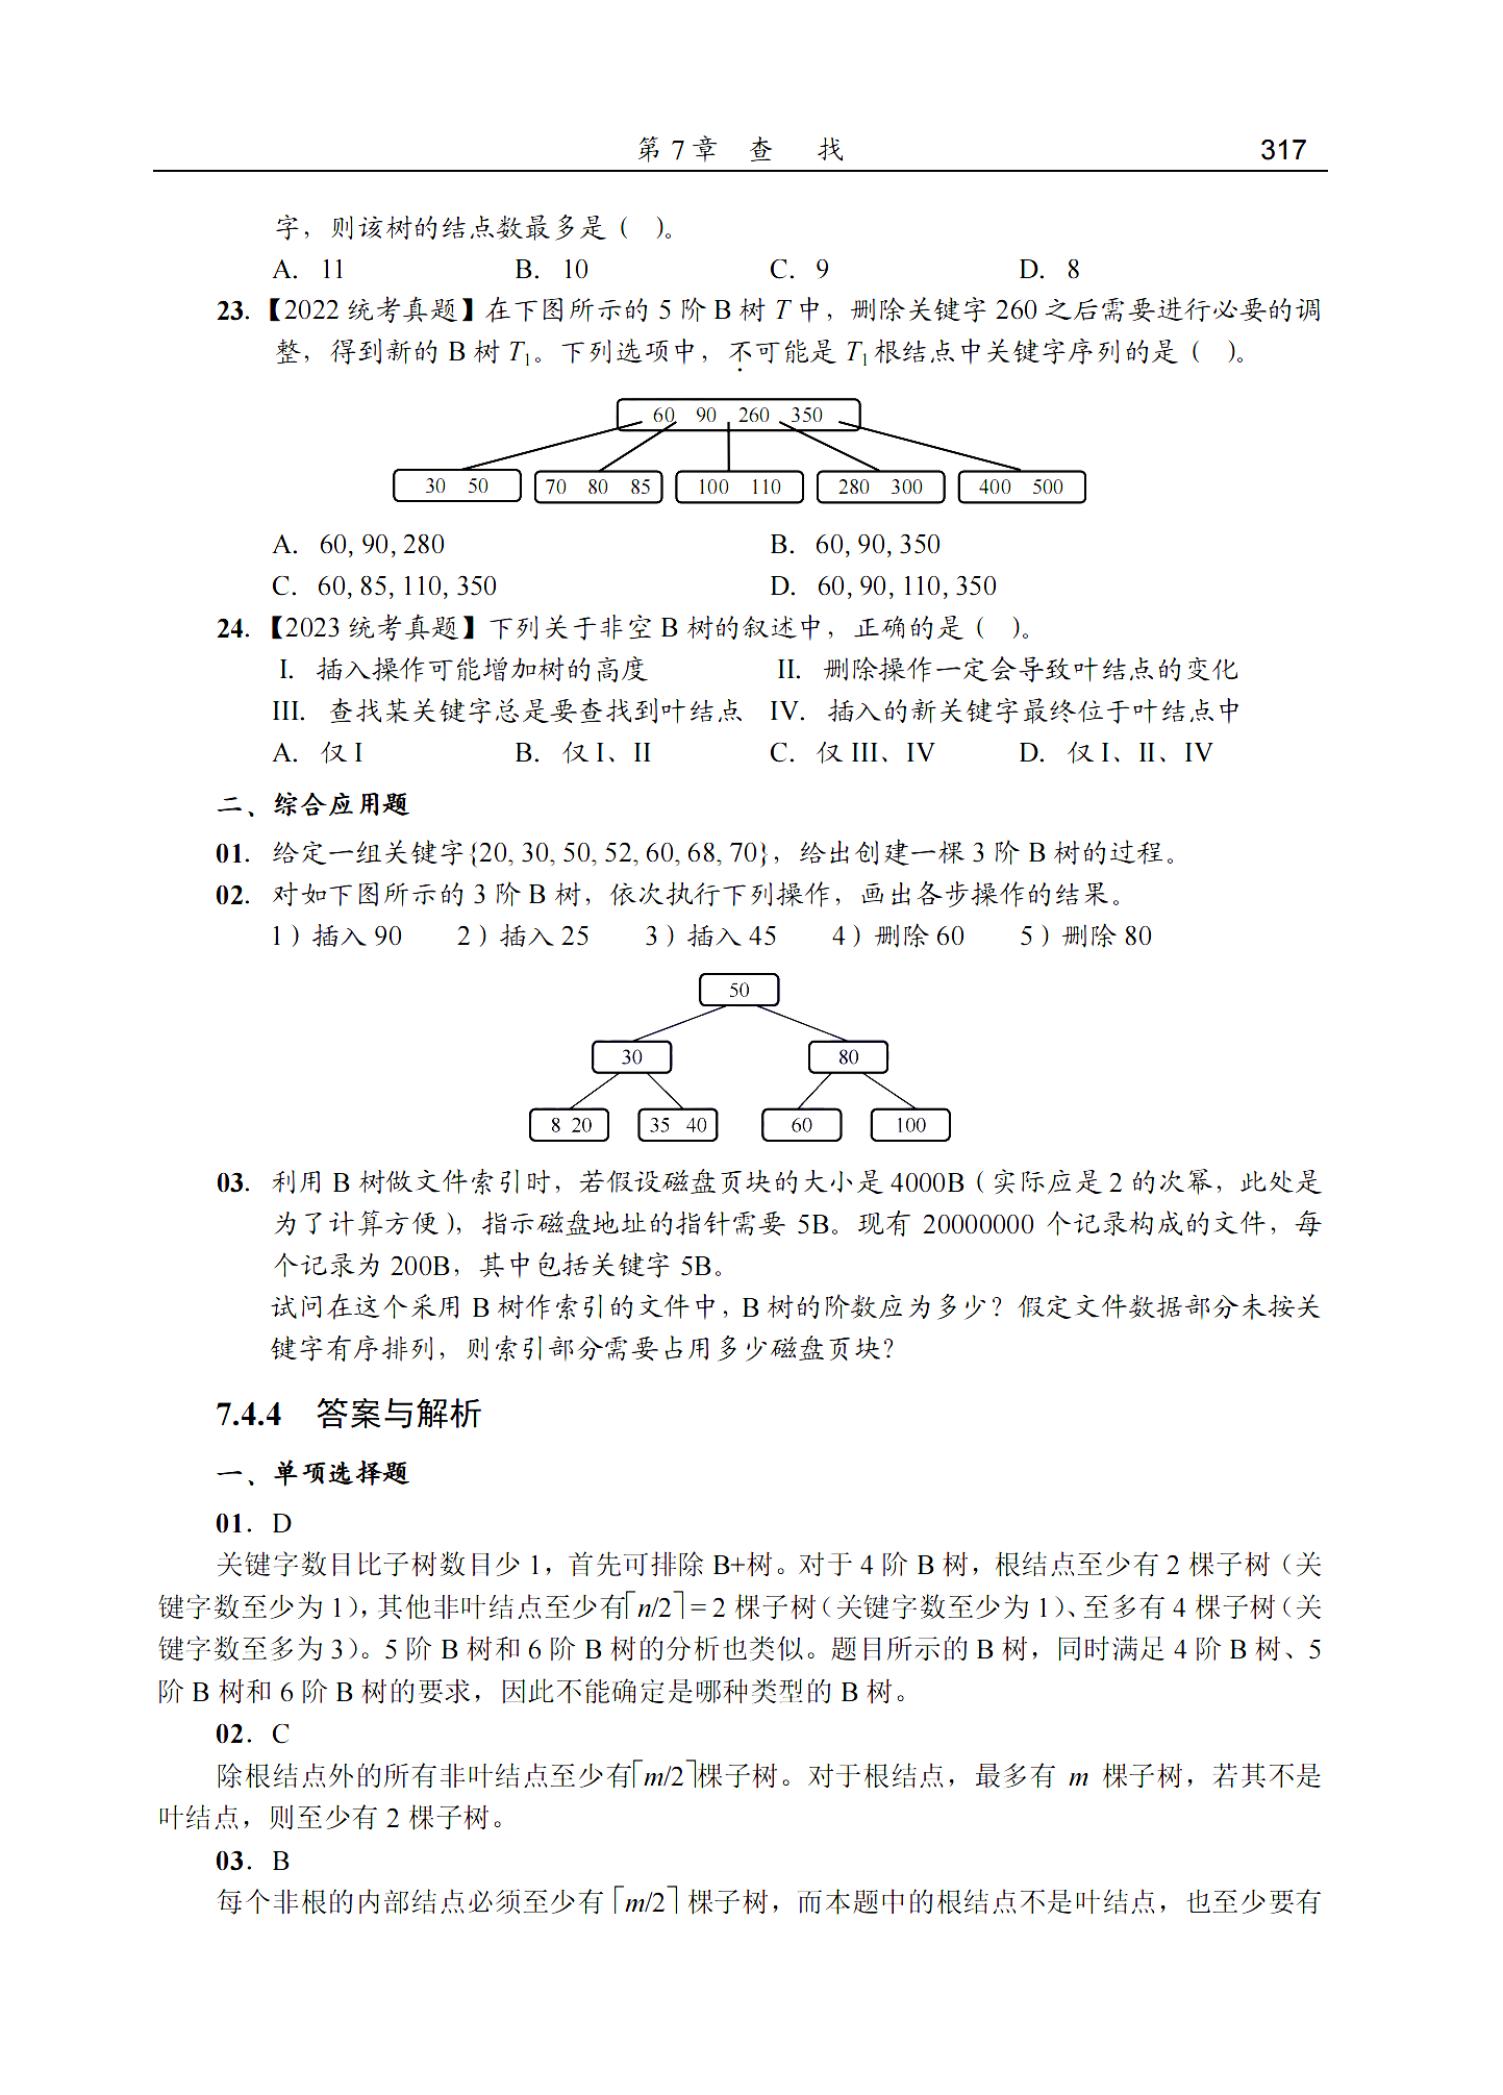 第 7 章 查 找 317
字，则该树的结点数最多是（ ）。
A. 11 B. 10 C. 9 D. 8
23.【2022 统考真题】在下图所示的 5 阶 B 树 T 中，删除关键字 260 之后需要进行必要的调
整，得到新的 B 树 T₁。下列选项中，不可能是 T₁ 根结点中关键字序列的是（ ）。
60 90 260 350
30 50 70 80 85 100 110 280 300 400 500
A. 60, 90, 280 B. 60, 90, 350
C. 60, 85, 110, 350 D. 60, 90, 110, 350
24.【2023 统考真题】下列关于非空 B 树的叙述中，正确的是（ ）。
I. 插入操作可能增加树的高度 II. 删除操作一定会导致叶结点的变化
III. 查找某关键字总是要查找到叶结点 IV. 插入的新关键字最终位于叶结点中
A. 仅 I B. 仅 I、II C. 仅 III、IV D. 仅 I、II、IV
二、综合应用题
01. 给定一组关键字{20, 30, 50, 52, 60, 68, 70}，给出创建一棵 3 阶 B 树的过程。
02. 对如下图所示的 3 阶 B 树，依次执行下列操作，画出各步操作的结果。
1）插入 90 2）插入 25 3）插入 45 4）删除 60 5）删除 80
50
30 80
8 20 35 40 60 100
03. 利用 B 树做文件索引时，若假设磁盘页块的大小是 4000B（实际应是 2 的次幂，此处是
为了计算方便），指示磁盘地址的指针需要 5B。现有 20000000 个记录构成的文件，每
个记录为 200B，其中包括关键字 5B。
试问在这个采用 B 树作索引的文件中，B 树的阶数应为多少？假定文件数据部分未按关
键字有序排列，则索引部分需要占用多少磁盘页块？
7.4.4 答案与解析
一、单项选择题
01. D
关键字数目比子树数目少 1，首先可排除 B+树。对于 4 阶 B 树，根结点至少有 2 棵子树（关
键字数至少为 1），其他非叶结点至少有⌈n/2⌉ = 2 棵子树（关键字数至少为 1）、至多有 4 棵子树（关
键字数至多为 3）。5 阶 B 树和 6 阶 B 树的分析也类似。题目所示的 B 树，同时满足 4 阶 B 树、5
阶 B 树和 6 阶 B 树的要求，因此不能确定是哪种类型的 B 树。
02. C
除根结点外的所有非叶结点至少有⌈m/2⌉棵子树。对于根结点，最多有 m 棵子树，若其不是
叶结点，则至少有 2 棵子树。
03. B
每个非根的内部结点必须至少有⌈m/2⌉ 棵子树，而本题中的根结点不是叶结点，也至少要有